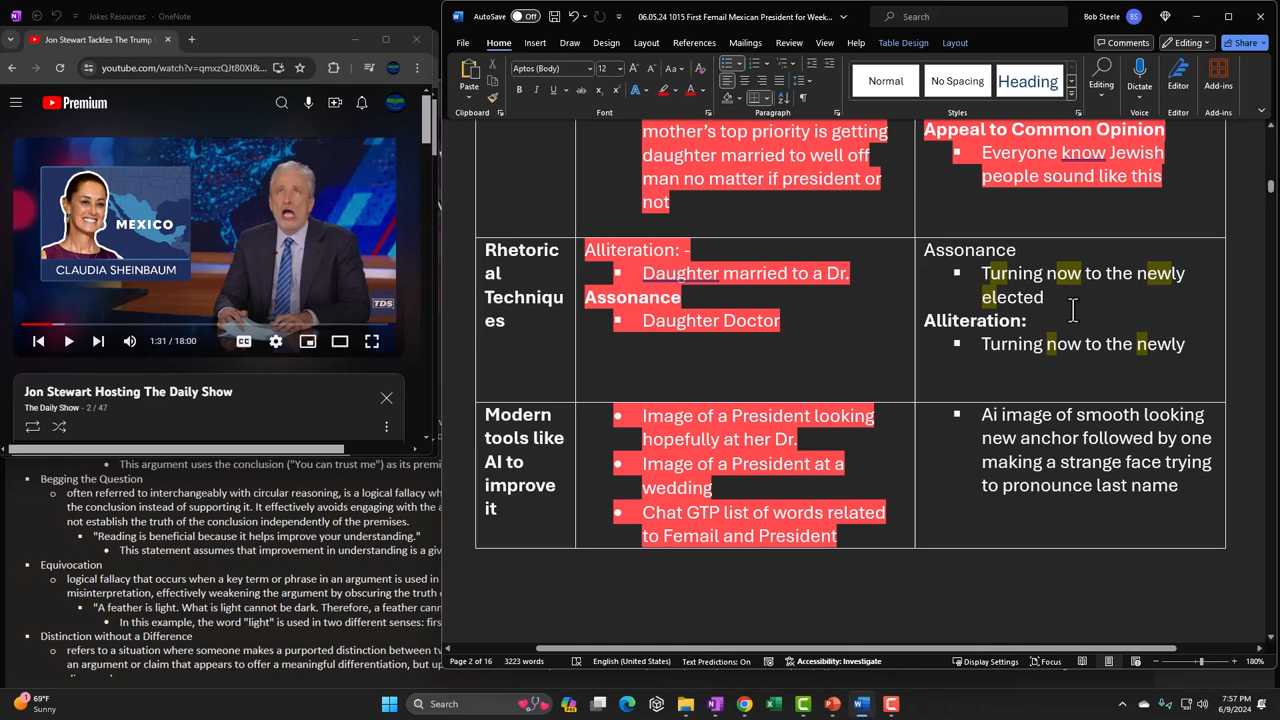 Jokes Resources - OneNote
Jon Stewart Tackles The Trump
youtube.com/watch?v=qmxzQJt80XI&...
Premium
MEXICO
CLAUDIA SHEINBAUM
TDS
1:31 / 18:00
CC
Jon Stewart Hosting The Daily Show
The Daily Show - 2 / 47
This argument uses the conclusion ("You can trust me") as its premi
Begging the Question
often referred to interchangeably with circular reasoning, is a logical fallacy wh
the conclusion instead of supporting it. It effectively avoids engaging with the a
not establish the truth of the conclusion independently of the premises.
"Reading is beneficial because it helps improve your understanding."
This statement assumes that improvement in understanding is a giv
Equivocation
logical fallacy that occurs when a key term or phrase in an argument is
misinterpretation, effectively weakening the argument by obscuring the truth
"A feather is light. What is light cannot be dark. Therefore, a feather
In this example, the word "light" is used in two different senses: firs
Distinction without a Difference
refers to a situation where someone makes a purported distinction between tw
an argument or claim that appears to offer a meaningful differentiation, but u
AutoSave Off
06.05.24 1015 First Femail Mexican President for Week...
Search
Bob Steele BS
File Home Insert Draw Design Layout References Mailings Review View Help Table Design Layout
Comments Editing Share
Paste
Aptos (Body) 12
Normal No Spacing Heading
Editing Dictate Editor Add-ins
Clipboard Font Paragraph Styles Voice Editor Add-ins
mother's top priority is getting
daughter married to well off
man no matter if president or
not
Appeal to Common Opinion
Everyone know Jewish
people sound like this
Rhetoric
al
Techniqu
es
Alliteration: -
Daughter married to a Dr.
Assonance
Daughter Doctor
Assonance
Turning now to the newly
elected
Alliteration:
Turning now to the newly
Modern
tools like
AI to
improve
it
Image of a President looking
hopefully at her Dr.
Image of a President at a
wedding
Chat GTP list of words related
to Femail and President
Ai image of smooth looking
new anchor followed by one
making a strange face trying
to pronounce last name
Page 2 of 16 3223 words English (United States) Text Predictions: On Accessibility: Investigate Display Settings Focus 180%
69°F
Sunny
Search
7:57 PM
6/9/2024